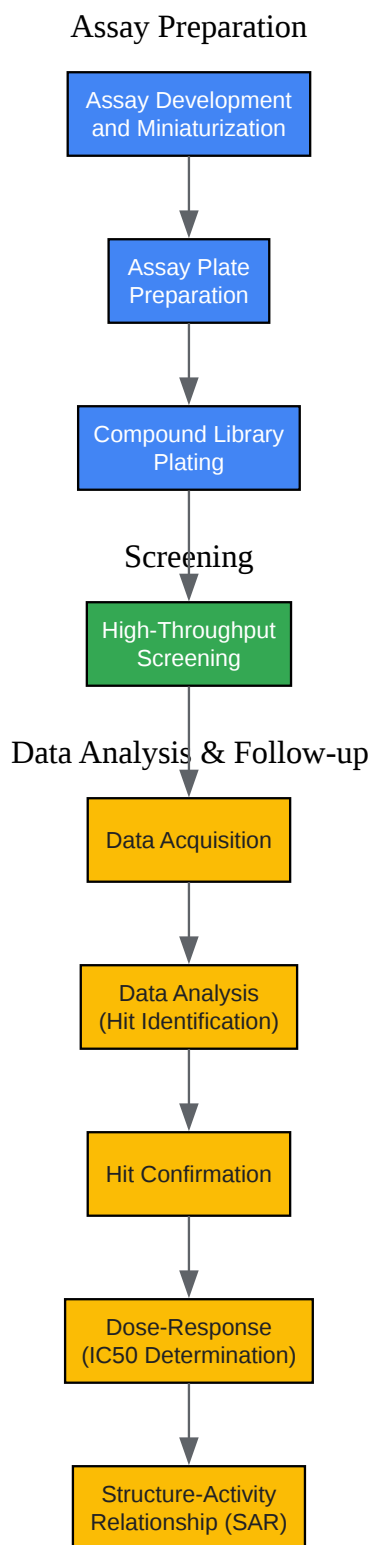 Assay Preparation
Assay Development
and Miniaturization
Assay Plate
Preparation
Compound Library
Plating
Screening
High-Throughput
Screening
Data Analysis & Follow-up
Data Acquisition
Data Analysis
(Hit Identification)
Hit Confirmation
Dose-Response
(IC50 Determination)
Structure-Activity
Relationship (SAR)